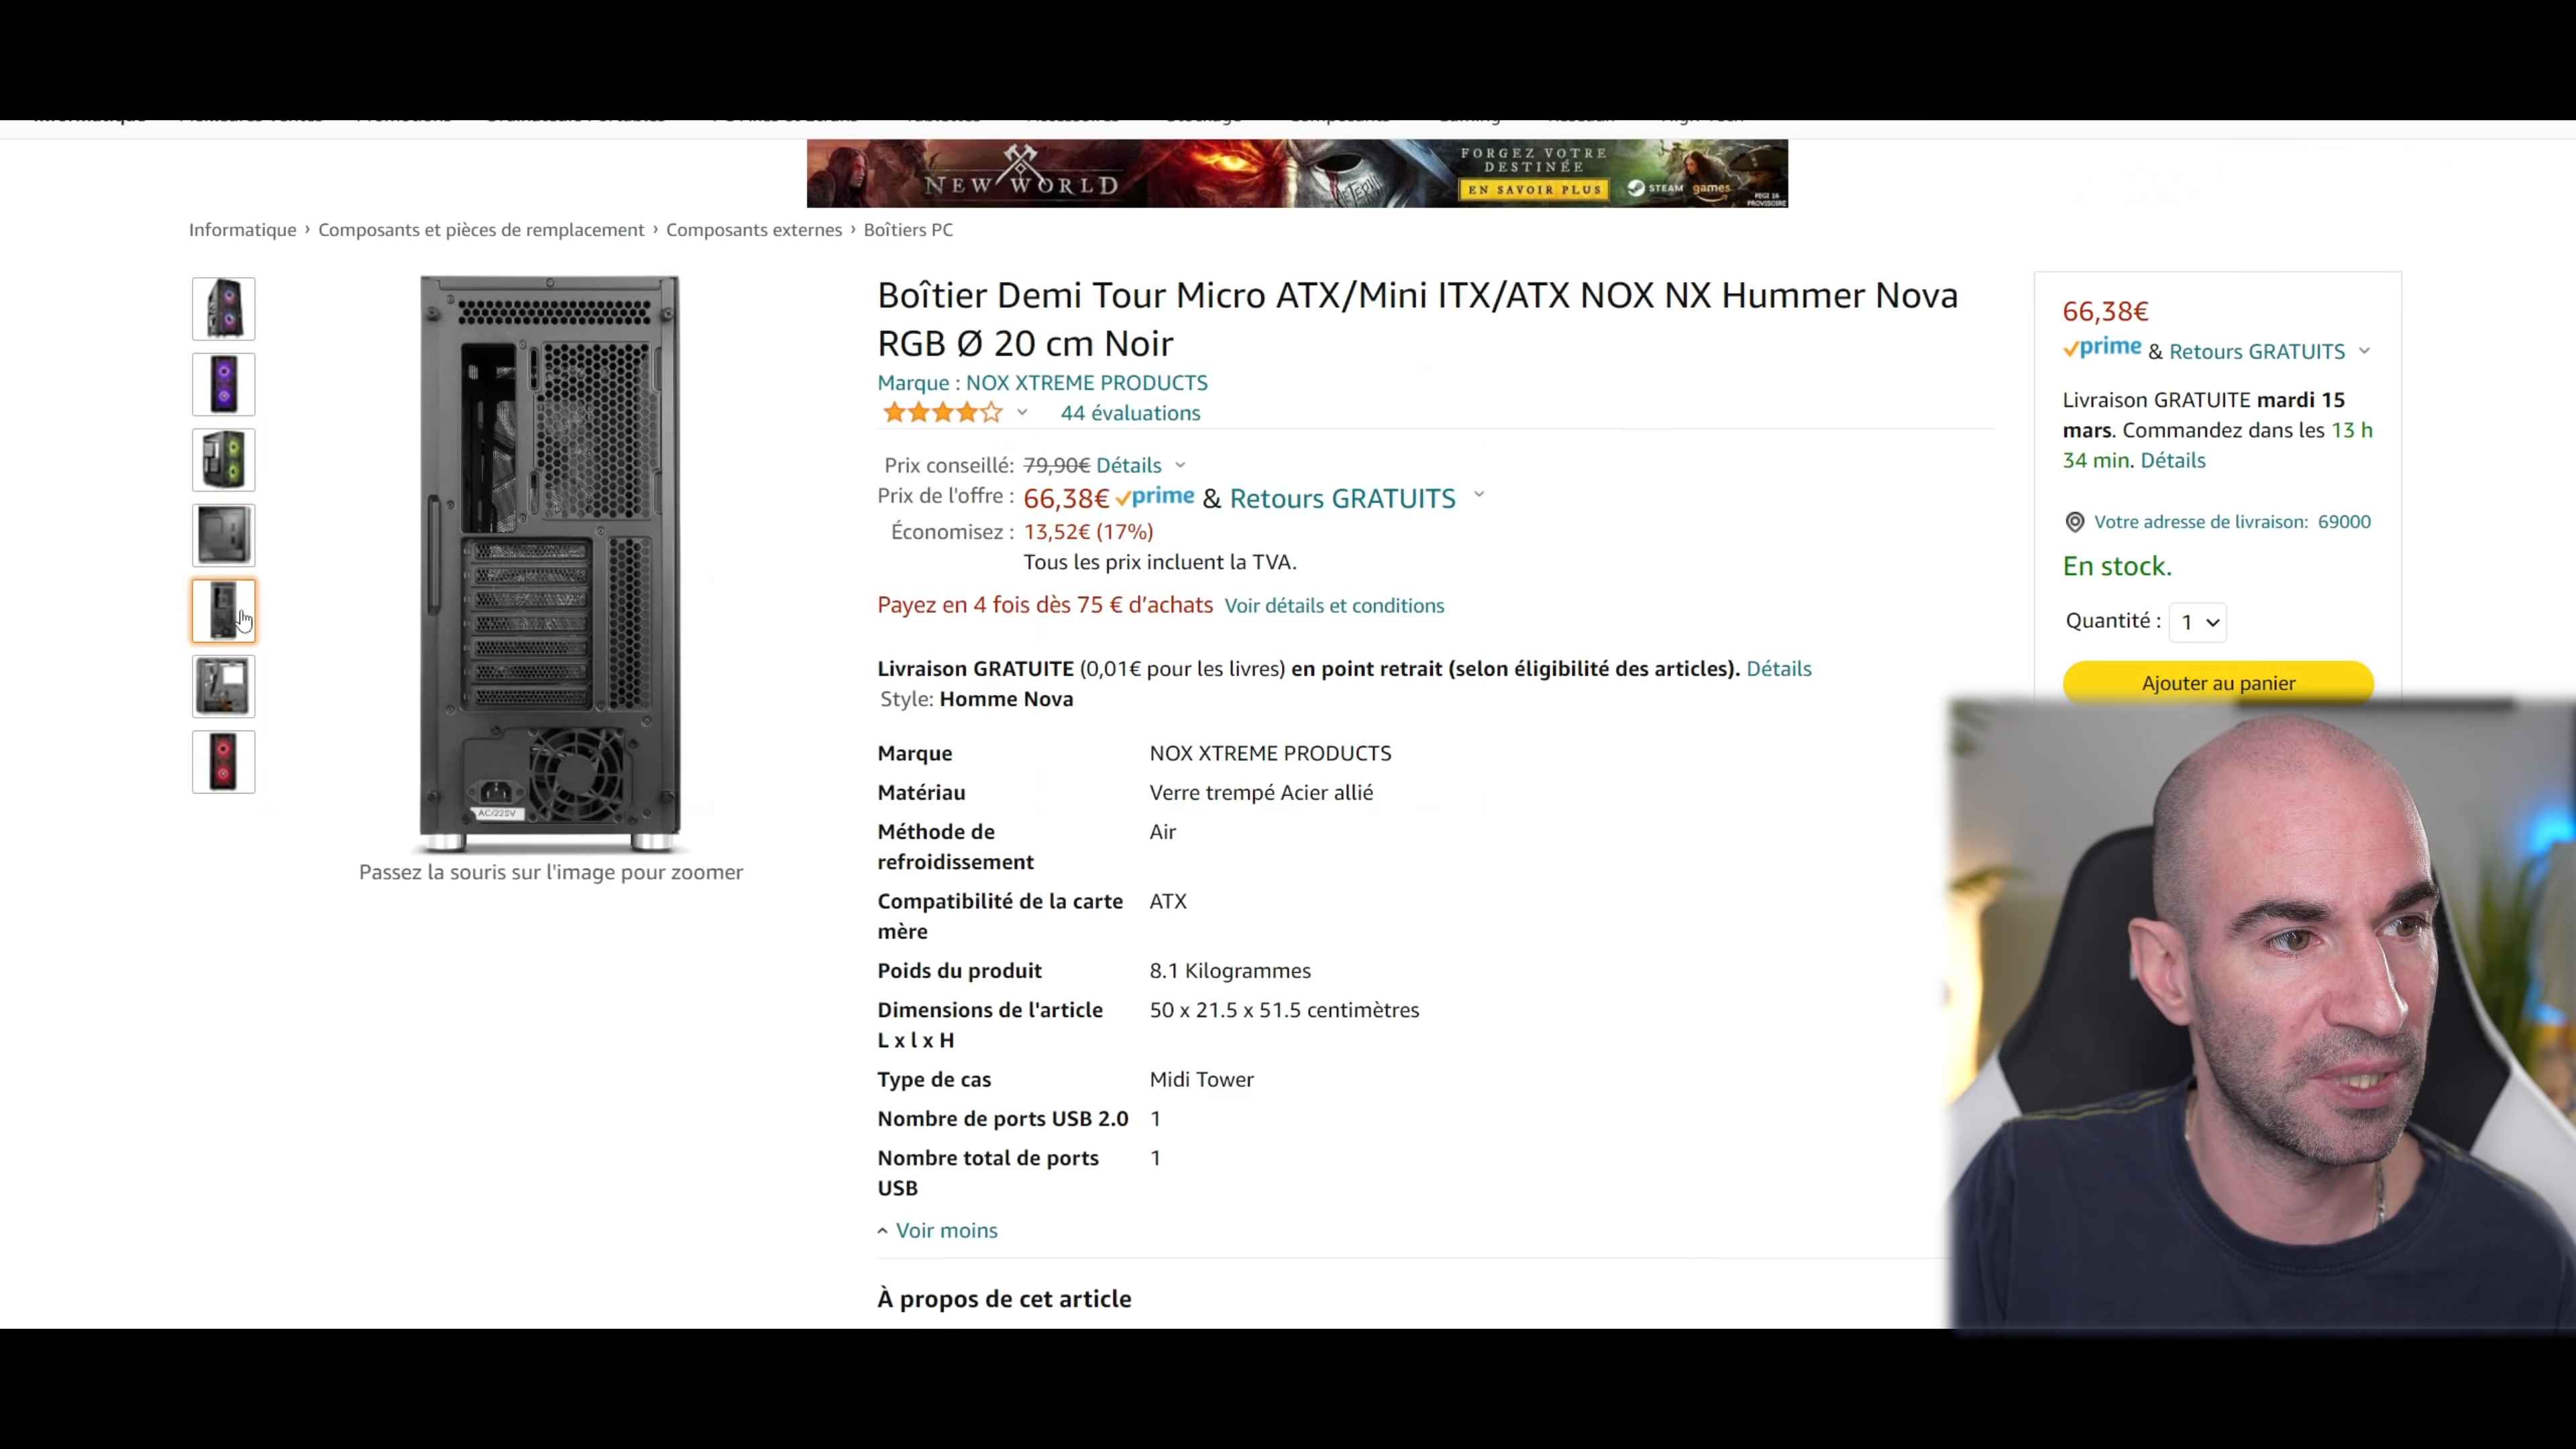 NEW WORLD
FORGEZ VOTRE
DESTINÉE
EN SAVOIR PLUS
STEAM games
PEGI 16
PROVISOIRE
Informatique › Composants et pièces de remplacement › Composants externes › Boîtiers PC
Boîtier Demi Tour Micro ATX/Mini ITX/ATX NOX NX Hummer Nova
RGB Ø 20 cm Noir
Marque : NOX XTREME PRODUCTS
44 évaluations
Prix conseillé: 79,90€ Détails
Prix de l'offre : 66,38€ prime & Retours GRATUITS
Économisez : 13,52€ (17%)
Tous les prix incluent la TVA.
Payez en 4 fois dès 75 € d’achats Voir détails et conditions
Livraison GRATUITE (0,01€ pour les livres) en point retrait (selon éligibilité des articles). Détails
Style: Homme Nova
Marque NOX XTREME PRODUCTS
Matériau Verre trempé Acier allié
Méthode de Air
refroidissement
Compatibilité de la carte ATX
mère
Poids du produit 8.1 Kilogrammes
Dimensions de l'article 50 x 21.5 x 51.5 centimètres
L x l x H
Type de cas Midi Tower
Nombre de ports USB 2.0 1
Nombre total de ports 1
USB
Voir moins
À propos de cet article
AC/220V
Passez la souris sur l'image pour zoomer
66,38€
prime & Retours GRATUITS
Livraison GRATUITE mardi 15
mars. Commandez dans les 13 h
34 min. Détails
Votre adresse de livraison: 69000
En stock.
Quantité : 1
Ajouter au panier